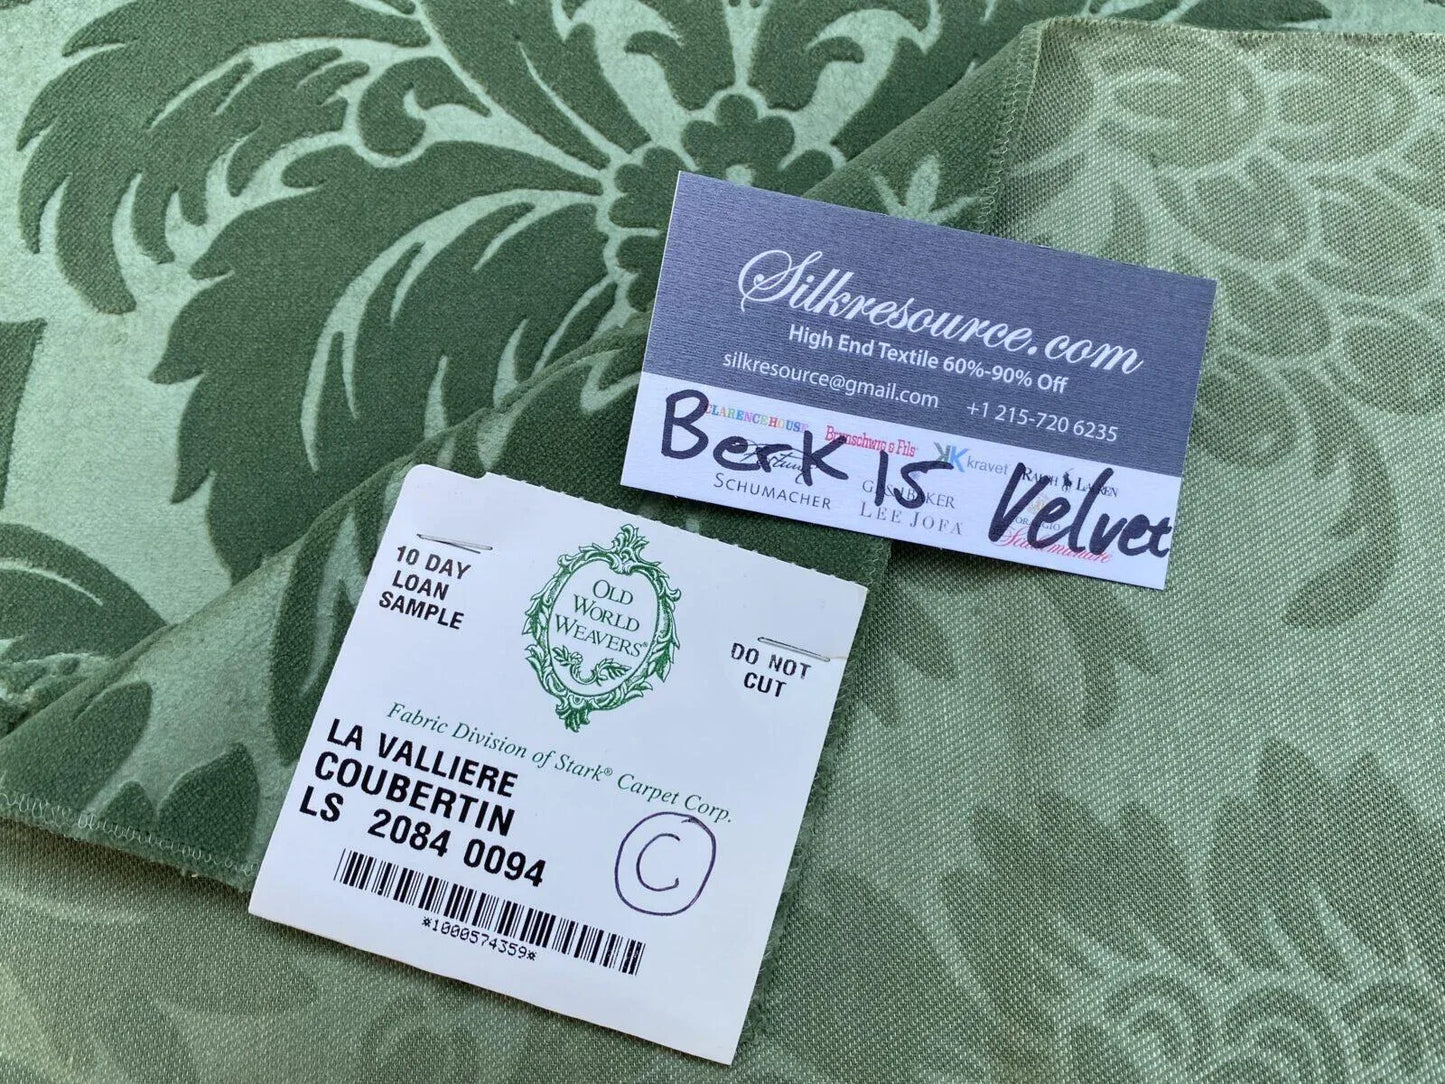 Silkresource.com
High End Textile 60%-90% Off
silkresource@gmail.com +1 215-720 6235
CLARENCE HOUSE Brunschwig & Fils kravet RALPH LAUREN
Fortuny
SCHUMACHER
LEE JOFA
Scalamandre
Berk 15 Velvet
10 DAY
LOAN
SAMPLE
OLD
WORLD
WEAVERS®
DO NOT
CUT
Fabric Division of Stark® Carpet Corp.
LA VALLIERE
COUBERTIN
LS 2084 0094
C
*1000574359*